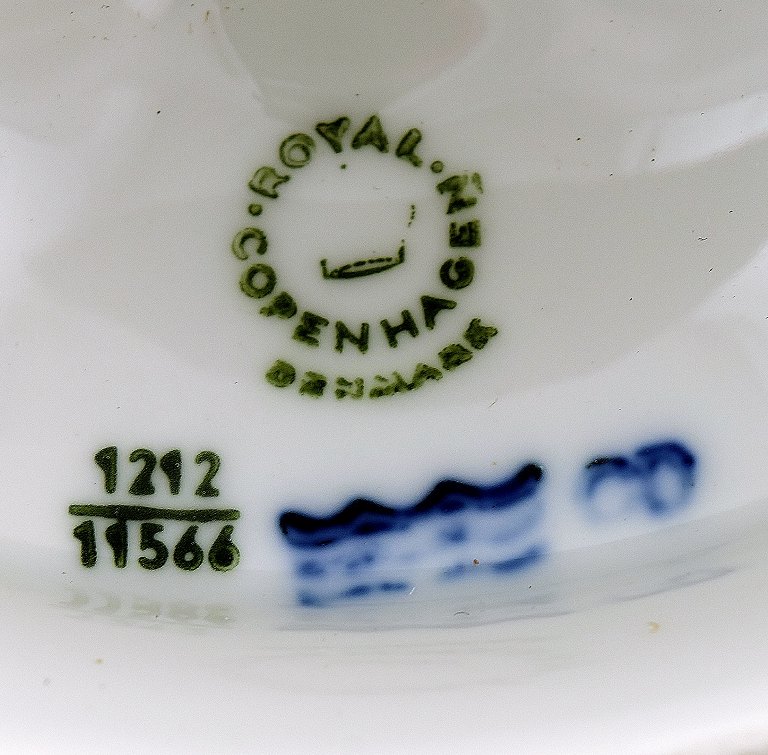 ROYAL
COPENHAGEN
DENMARK
1212
11566